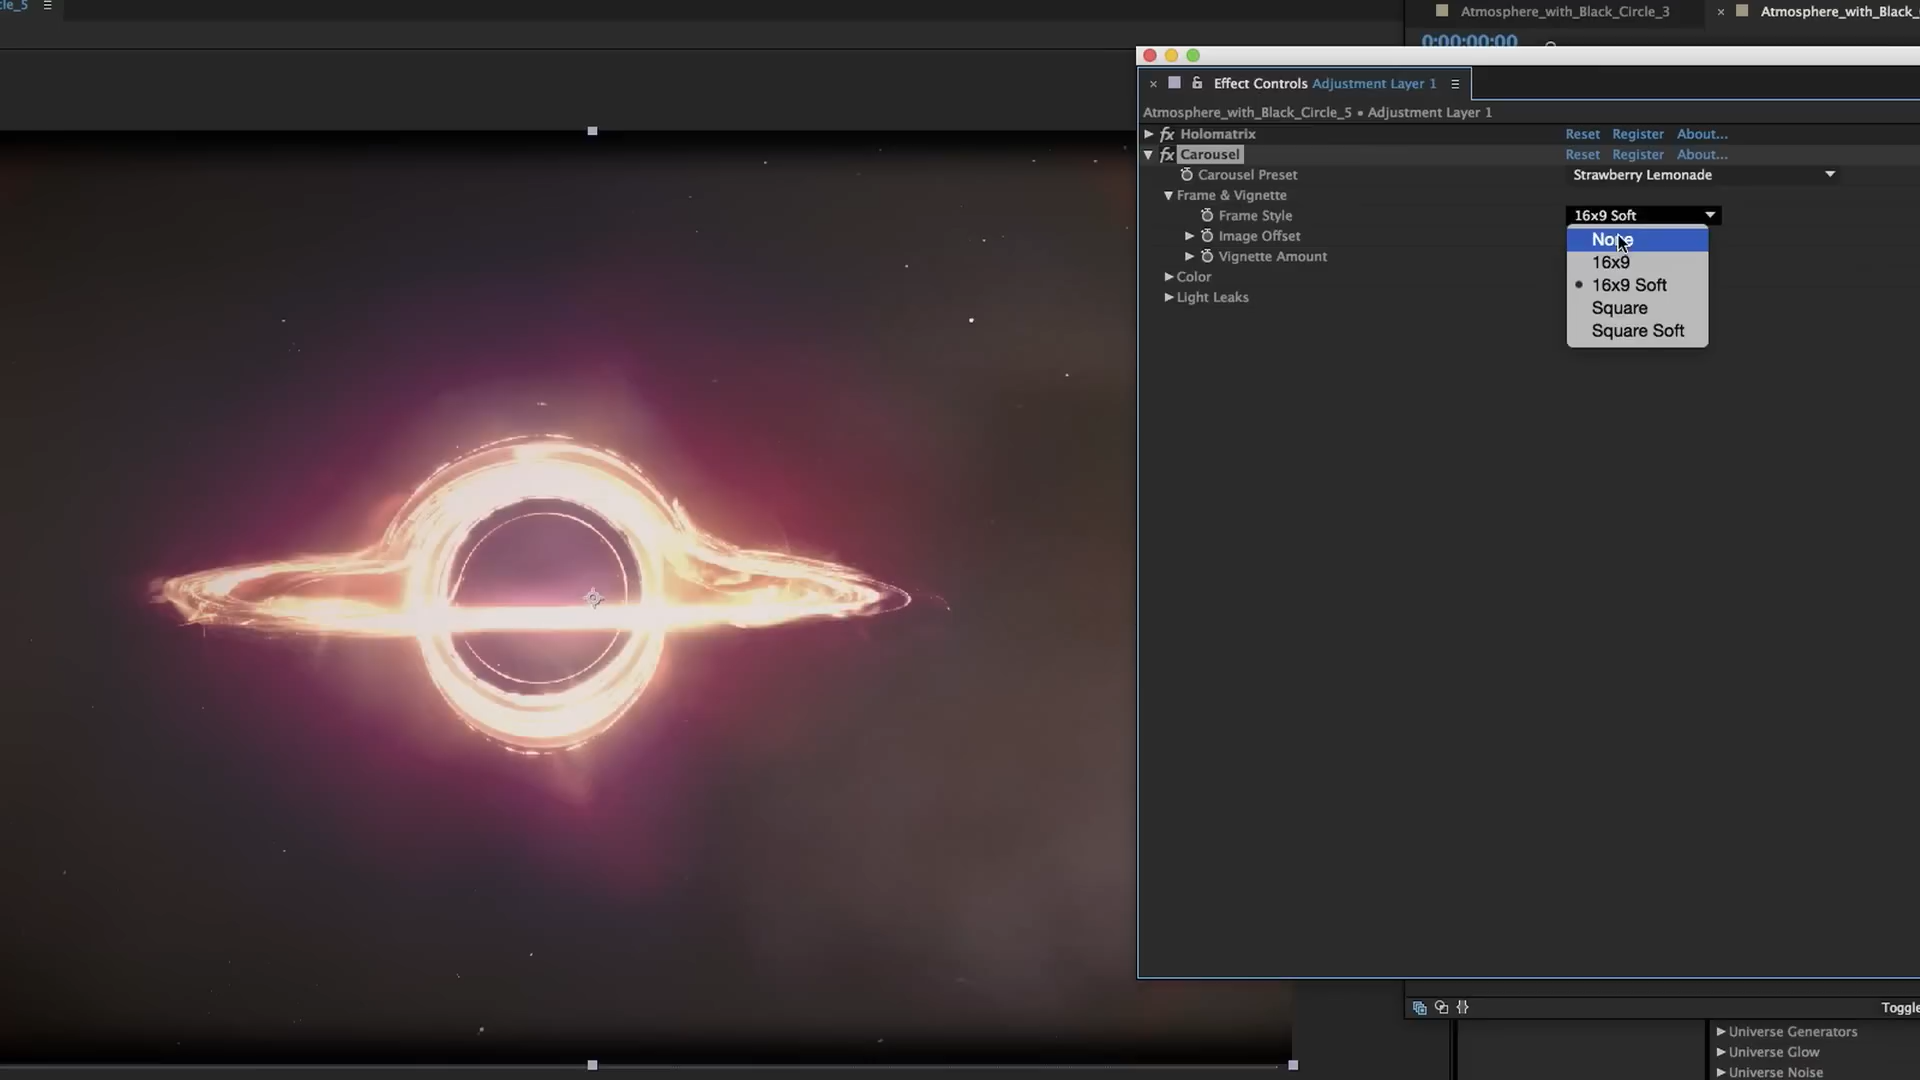 cle_5
Atmosphere_with_Black_Circle_3
Atmosphere_with_Black_
0:00:00:00
Effect Controls Adjustment Layer 1
Atmosphere_with_Black_Circle_5 • Adjustment Layer 1
fx Holomatrix Reset Register About...
fx Carousel Reset Register About...
Carousel Preset Strawberry Lemonade
Frame & Vignette
Frame Style 16x9 Soft
None
Image Offset
Vignette Amount
16x9
Color
16x9 Soft
Light Leaks
Square
Square Soft
Toggle
Universe Generators
Universe Glow
Universe Noise